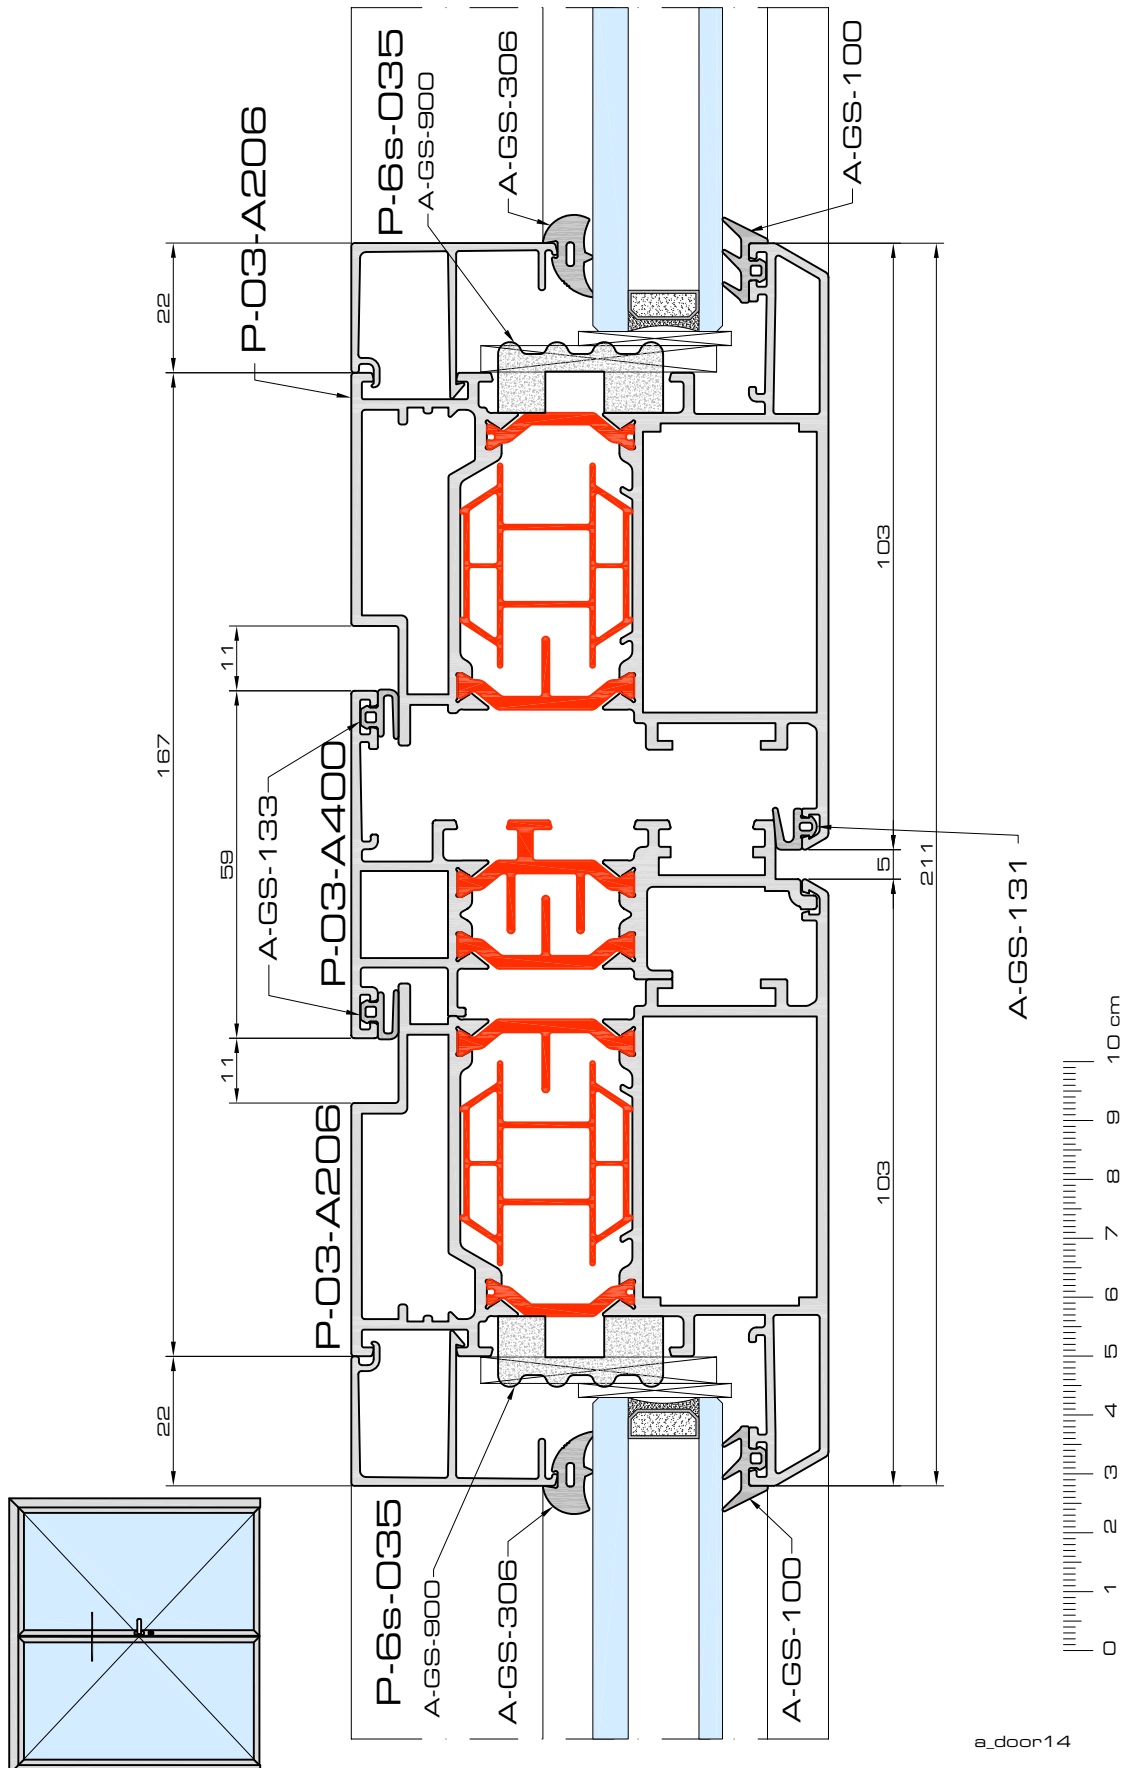 P-03-A206
P-6s-035
A-GS-900
A-GS-306
A-GS-100
22
167
11
59
11
22
A-GS-133
P-03-A400
P-03-A206
103
5
211
103
A-GS-131
P-6s-035
A-GS-900
A-GS-306
A-GS-100
10 cm
9
8
7
6
5
4
3
2
1
0
a_door14